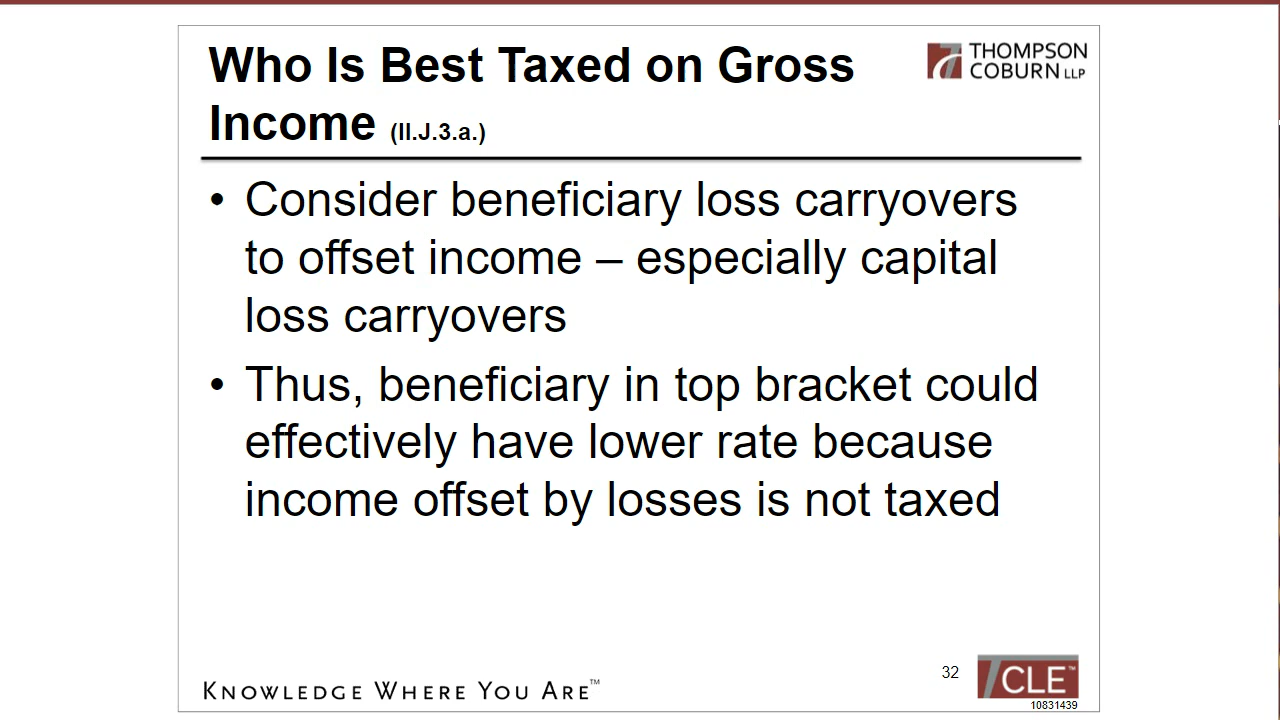 Who Is Best Taxed on Gross
Income (II.J.3.a.)
THOMPSON
COBURN LLP
• Consider beneficiary loss carryovers
to offset income – especially capital
loss carryovers
• Thus, beneficiary in top bracket could
effectively have lower rate because
income offset by losses is not taxed
KNOWLEDGE WHERE YOU ARE™
32
CLE™
10831439